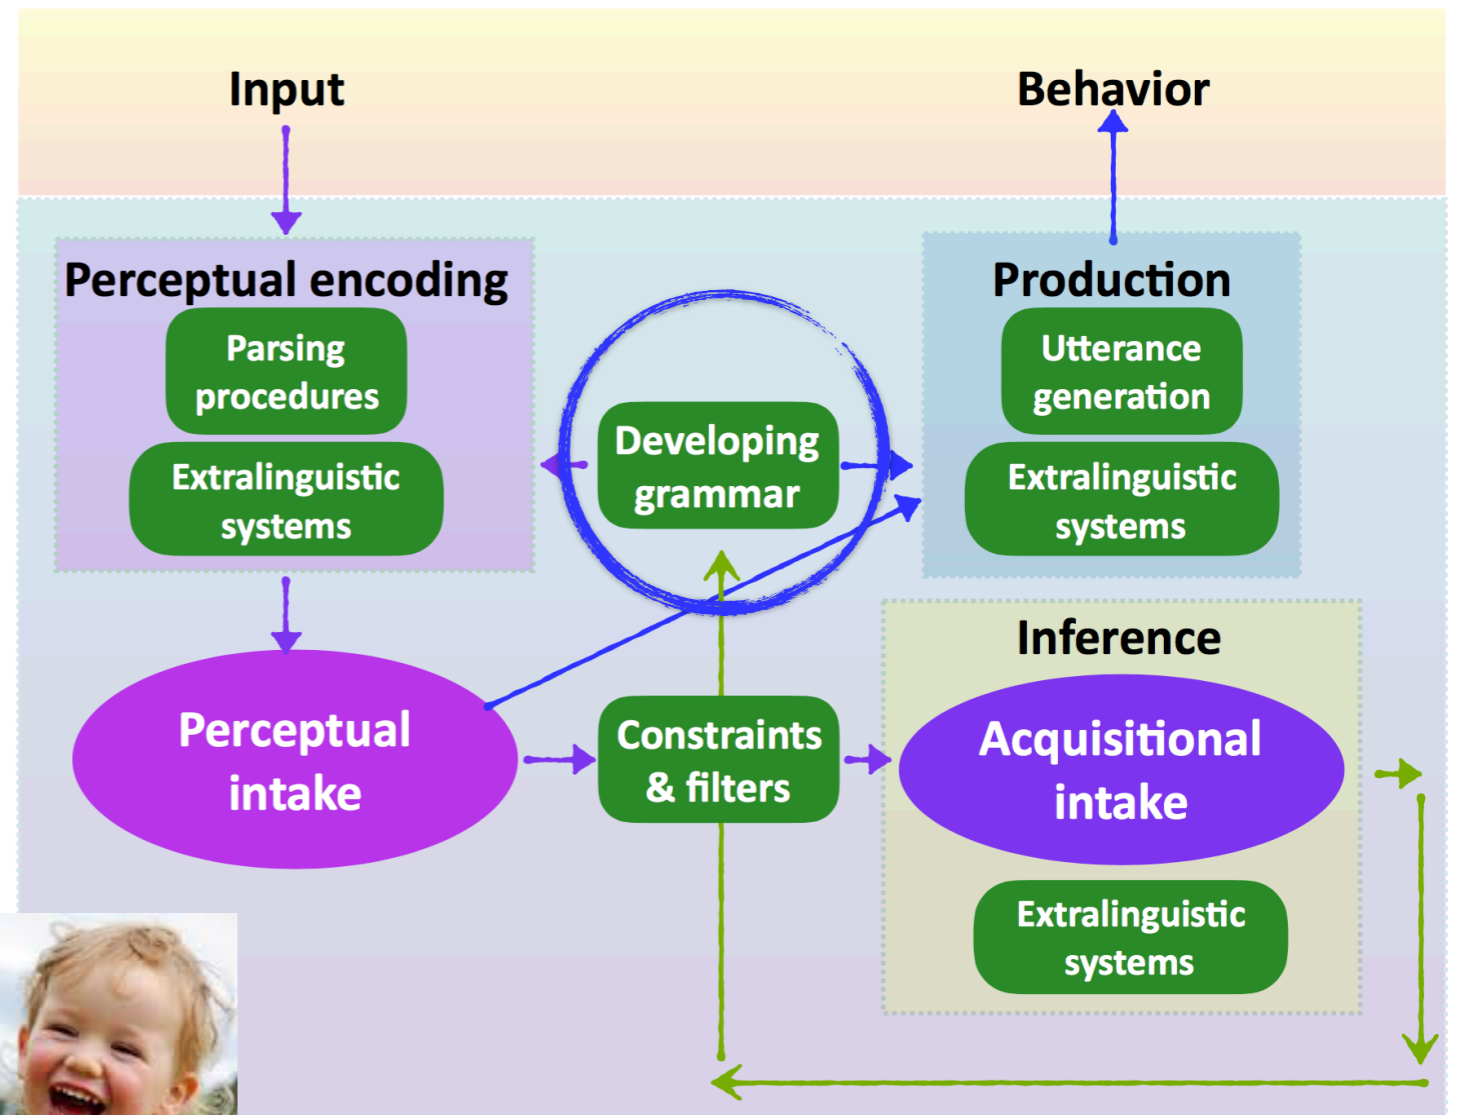 Input
Behavior
Perceptual encoding
Parsing
procedures
Extralinguistic
systems
Developing
grammar
Production
Utterance
generation
Extralinguistic
systems
Perceptual
intake
Constraints
& filters
Inference
Acquisitional
intake
Extralinguistic
systems